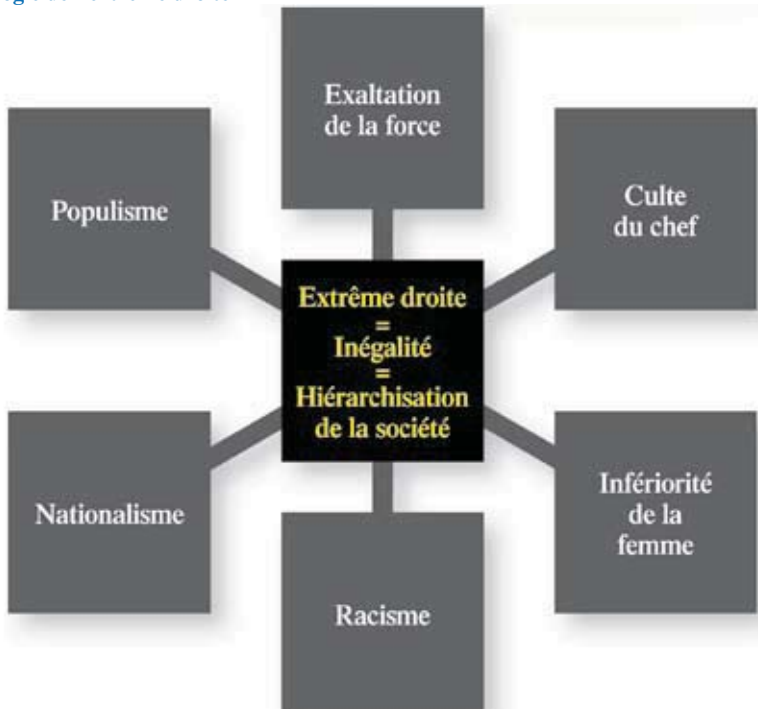 Exaltation
de la force
Populisme
Culte
du chef
Extrême droite
=
Inégalité
=
Hiérarchisation
de la société
Nationalisme
Infériorité
de la
femme
Racisme